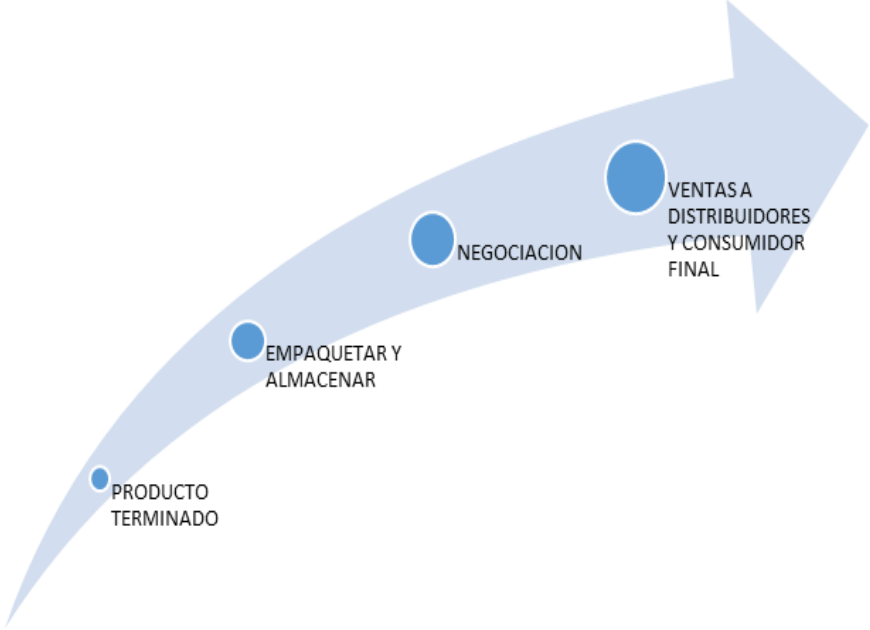 PRODUCTO
TERMINADO
EMPAQUETAR Y
ALMACENAR
NEGOCIACION
VENTAS A
DISTRIBUIDORES
Y CONSUMIDOR
FINAL